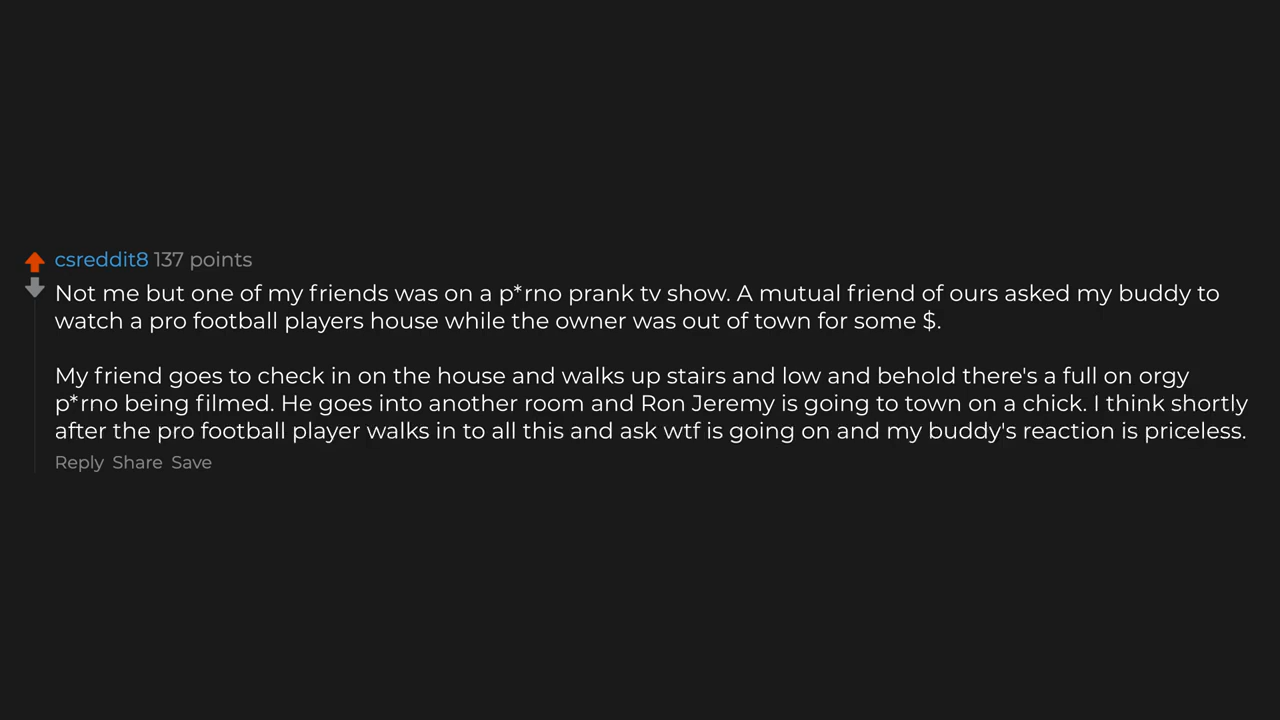 csreddit8 137 points
Not me but one of my friends was on a p*rno prank tv show. A mutual friend of ours asked my buddy to
watch a pro football players house while the owner was out of town for some $.
My friend goes to check in on the house and walks up stairs and low and behold there's a full on orgy
p*rno being filmed. He goes into another room and Ron Jeremy is going to town on a chick. I think shortly
after the pro football player walks in to all this and ask wtf is going on and my buddy's reaction is priceless.
Reply Share Save